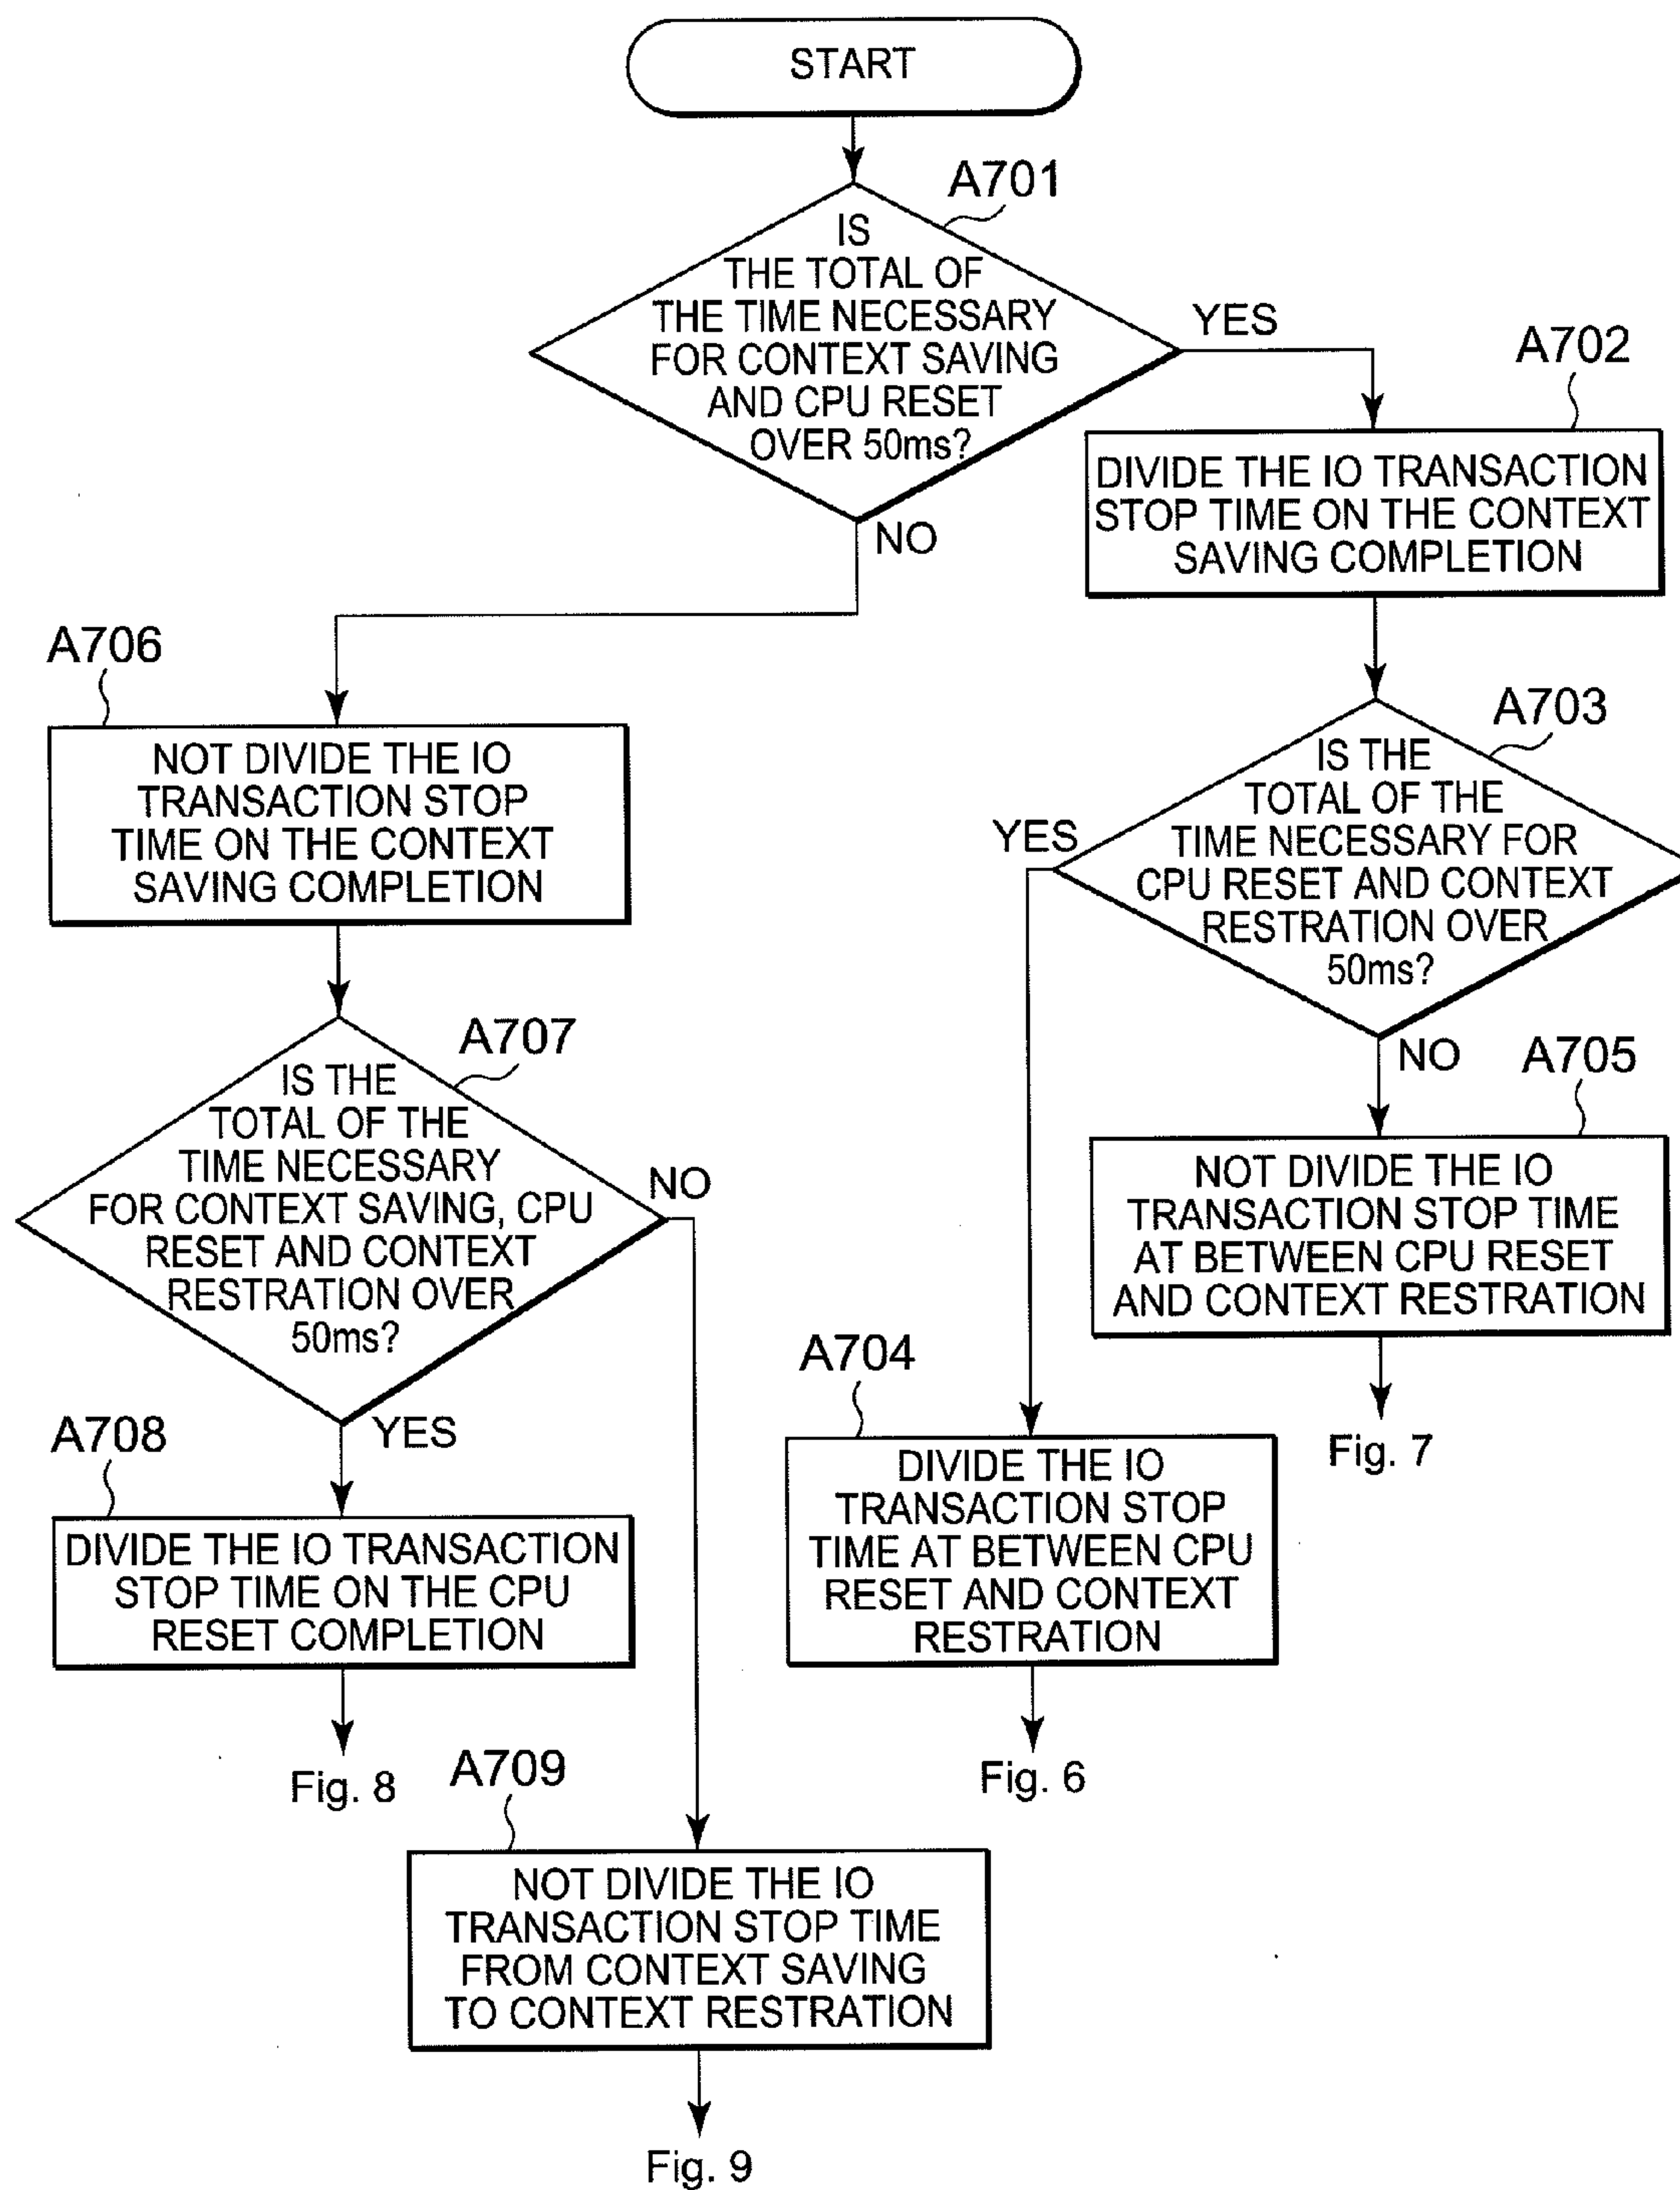 START
A701
IS
THE TOTAL OF
THE TIME NECESSARY
FOR CONTEXT SAVING
AND CPU RESET
OVER 50ms?
YES
NO
A702
DIVIDE THE IO TRANSACTION
STOP TIME ON THE CONTEXT
SAVING COMPLETION
A703
IS THE
TOTAL OF THE
TIME NECESSARY FOR
CPU RESET AND CONTEXT
RESTRATION OVER
50ms?
YES
NO
A705
NOT DIVIDE THE IO
TRANSACTION STOP TIME
AT BETWEEN CPU RESET
AND CONTEXT RESTRATION
Fig. 7
A704
DIVIDE THE IO
TRANSACTION STOP
TIME AT BETWEEN CPU
RESET AND CONTEXT
RESTRATION
Fig. 6
A706
NOT DIVIDE THE IO
TRANSACTION STOP
TIME ON THE CONTEXT
SAVING COMPLETION
A707
IS THE
TOTAL OF THE
TIME NECESSARY
FOR CONTEXT SAVING, CPU
RESET AND CONTEXT
RESTRATION OVER
50ms?
NO
YES
A708
DIVIDE THE IO TRANSACTION
STOP TIME ON THE CPU
RESET COMPLETION
Fig. 8
A709
NOT DIVIDE THE IO
TRANSACTION STOP TIME
FROM CONTEXT SAVING
TO CONTEXT RESTRATION
Fig. 9